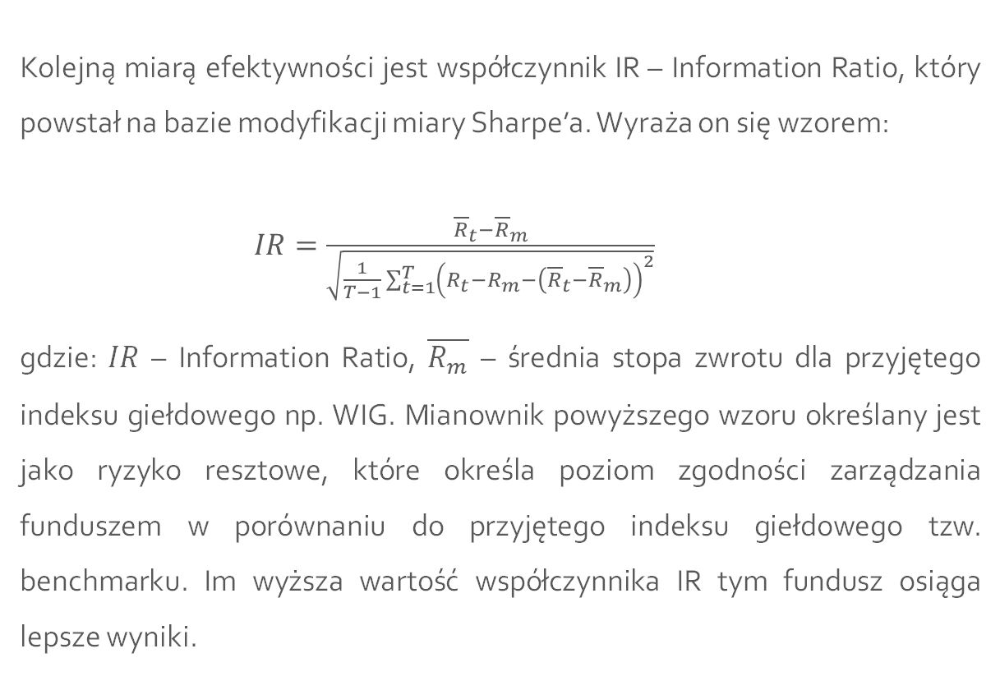 Kolejną miarą efektywności jest współczynnik IR – Information Ratio, który
powstał na bazie modyfikacji miary Sharpe’a. Wyraża on się wzorem:
$IR = \frac{\overline{R}_t - \overline{R}_m}{\sqrt{\frac{1}{T-1}\sum_{t=1}^{T}\left(R_t - R_m - (\overline{R}_t - \overline{R}_m)\right)^2}}$
gdzie: $IR$ – Information Ratio, $\overline{R_m}$ – średnia stopa zwrotu dla przyjętego
indeksu giełdowego np. WIG. Mianownik powyższego wzoru określany jest
jako ryzyko resztowe, które określa poziom zgodności zarządzania
funduszem w porównaniu do przyjętego indeksu giełdowego tzw.
benchmarku. Im wyższa wartość współczynnika IR tym fundusz osiąga
lepsze wyniki.